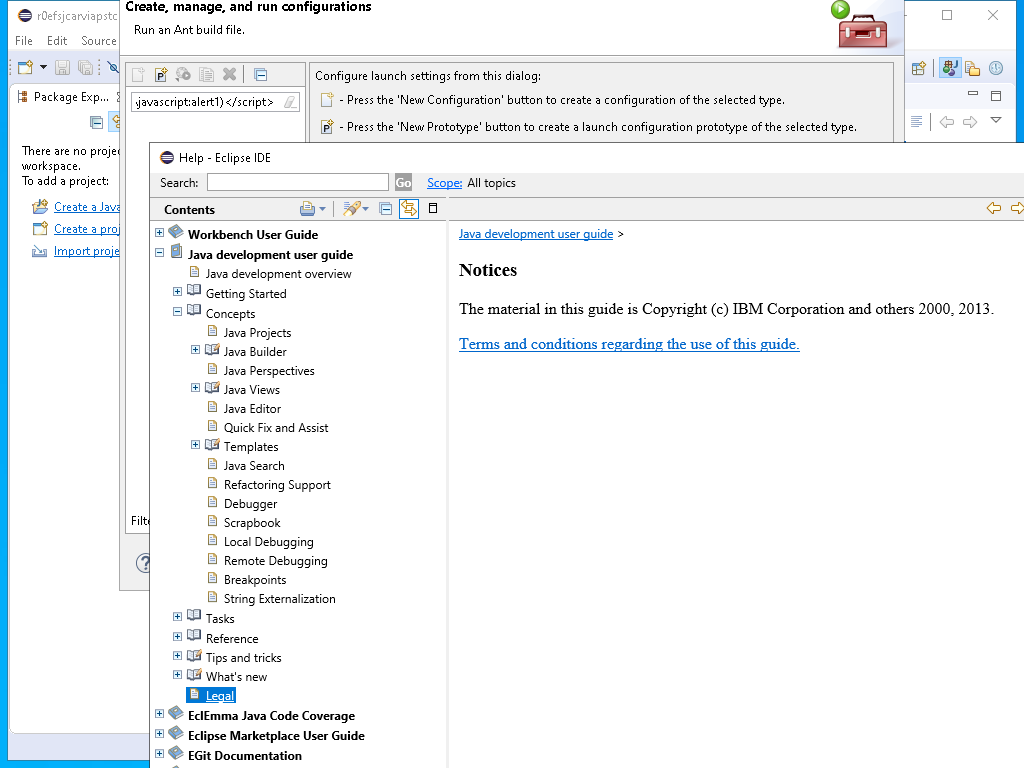 Create, manage, and run configurations
r0efsjcarviapstc
Run an Ant build file.
File Edit Source
Configure launch settings from this dialog:
Package Exp...
javascript:alert1)</script>
- Press the 'New Configuration' button to create a configuration of the selected type.
- Press the 'New Prototype' button to create a launch configuration prototype of the selected type.
There are no proje
workspace.
To add a project:
Create a Java
Create a proj
Import proje
Filte
Help - Eclipse IDE
Search:
Go
Scope: All topics
Contents
Workbench User Guide
Java development user guide
Java development overview
Getting Started
Concepts
Java Projects
Java Builder
Java Perspectives
Java Views
Java Editor
Quick Fix and Assist
Templates
Java Search
Refactoring Support
Debugger
Scrapbook
Local Debugging
Remote Debugging
Breakpoints
String Externalization
Tasks
Reference
Tips and tricks
What's new
Legal
EclEmma Java Code Coverage
Eclipse Marketplace User Guide
EGit Documentation
Java development user guide >
Notices
The material in this guide is Copyright (c) IBM Corporation and others 2000, 2013.
Terms and conditions regarding the use of this guide.